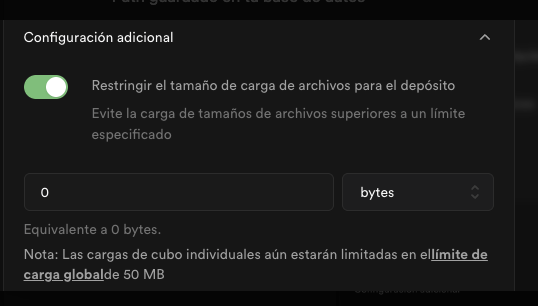 Configuración adicional
Restringir el tamaño de carga de archivos para el depósito
Evite la carga de tamaños de archivos superiores a un límite
especificado
0
bytes
Equivalente a 0 bytes.
Nota: Las cargas de cubo individuales aún estarán limitadas en ellímite de
carga globalde 50 MB